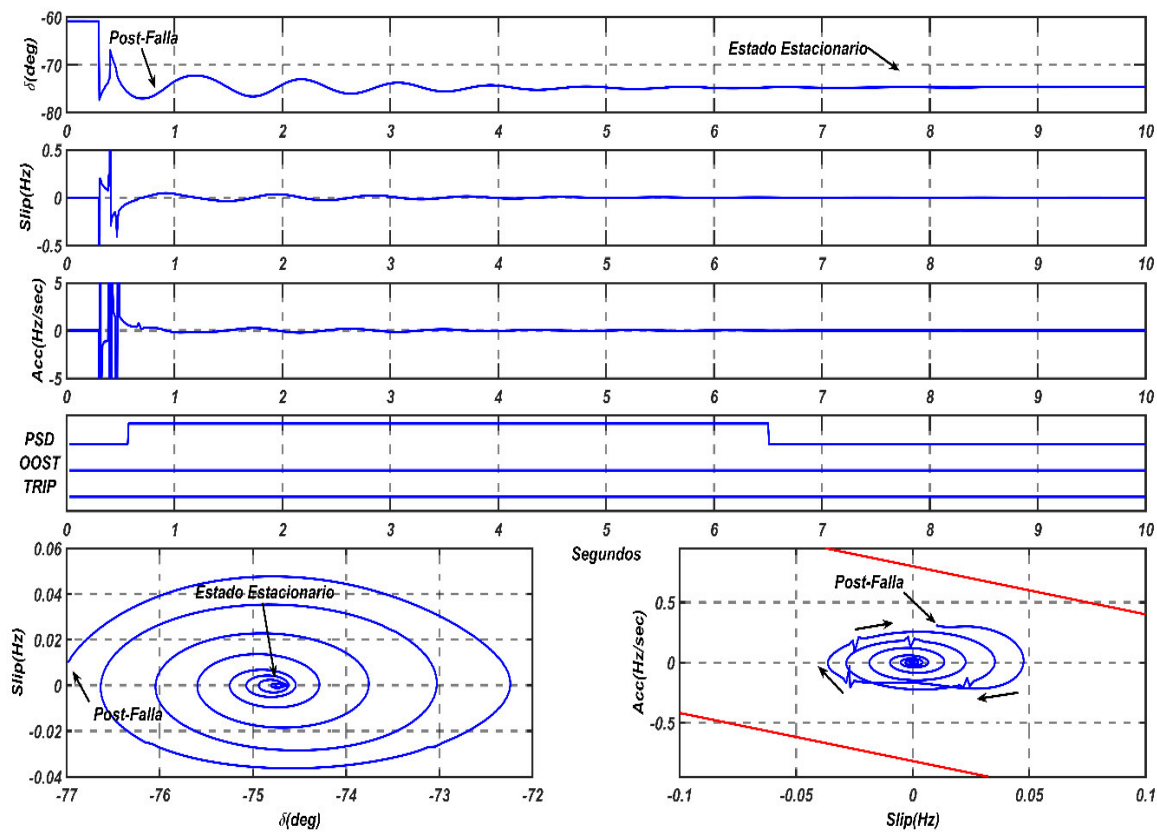 -60
Post-Falla
Estado Estacionario
-70
δ(deg)
-80
0 1 2 3 4 5 6 7 8 9 10
0.5
0
Slip(Hz)
-0.5
0 1 2 3 4 5 6 7 8 9 10
5
0
Acc(Hz/sec)
-5
0 1 2 3 4 5 6 7 8 9 10
PSD
OOST
TRIP
0 1 2 3 4 5 6 7 8 9 10
Segundos
0.06
0.04
0.02
0
-0.02
-0.04
Slip(Hz)
Estado Estacionario
Post-Falla
-77 -76 -75 -74 -73 -72
δ(deg)
Post-Falla
0.5
0
-0.5
Acc(Hz/sec)
-0.1 -0.05 0 0.05 0.1
Slip(Hz)